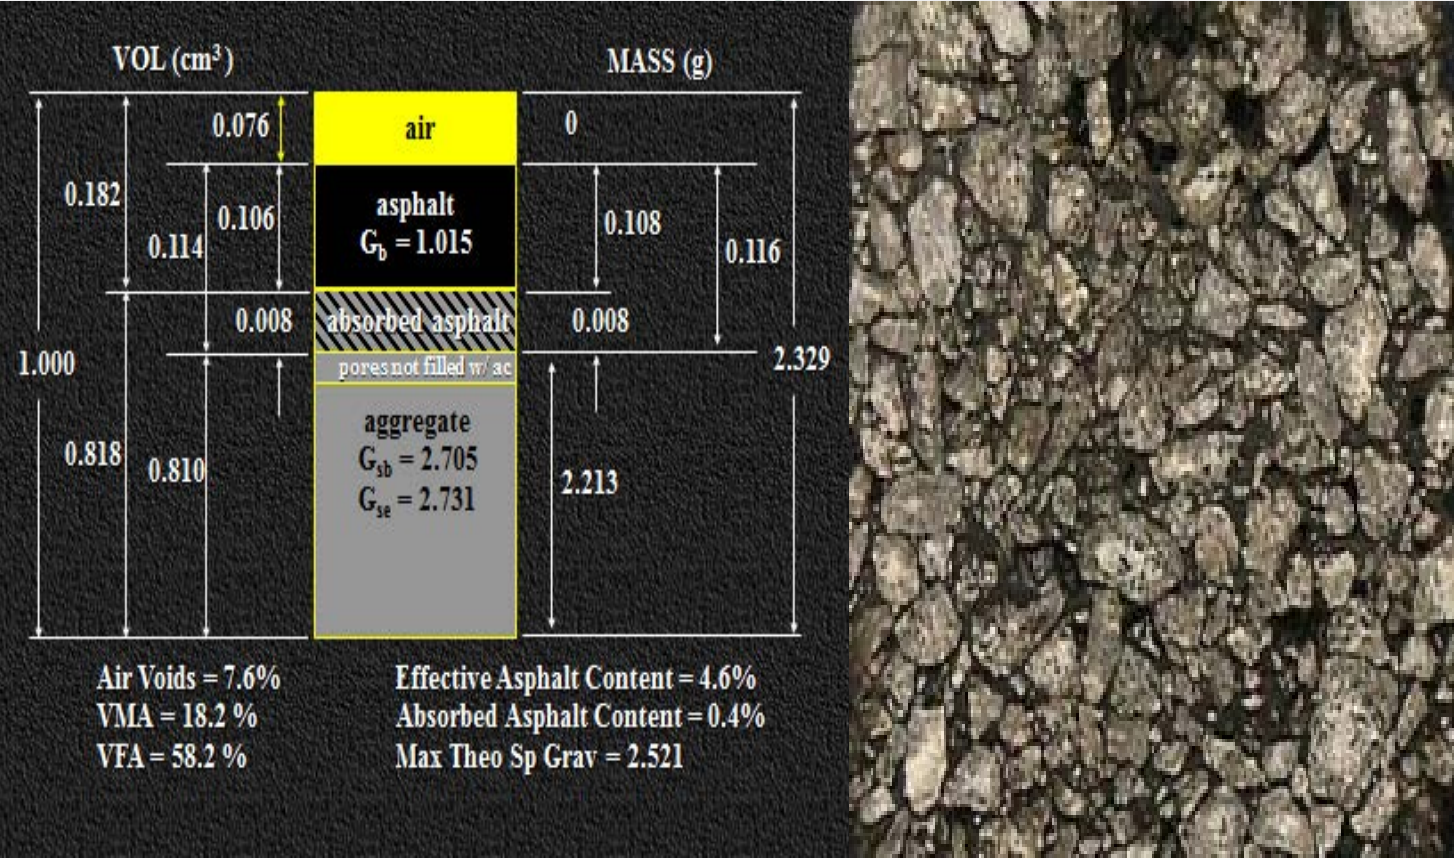 VOL (cm³)
MASS (g)
0.076
air
0
0.182
asphalt
0.106
G_b = 1.015
0.108
0.114
0.116
0.008
absorbed asphalt
0.008
1.000
pores not filled w/ ac
2.329
aggregate
0.818
G_sb = 2.705
0.810
2.213
G_se = 2.731
Air Voids = 7.6%
Effective Asphalt Content = 4.6%
VMA = 18.2 %
Absorbed Asphalt Content = 0.4%
VFA = 58.2 %
Max Theo Sp Grav = 2.521